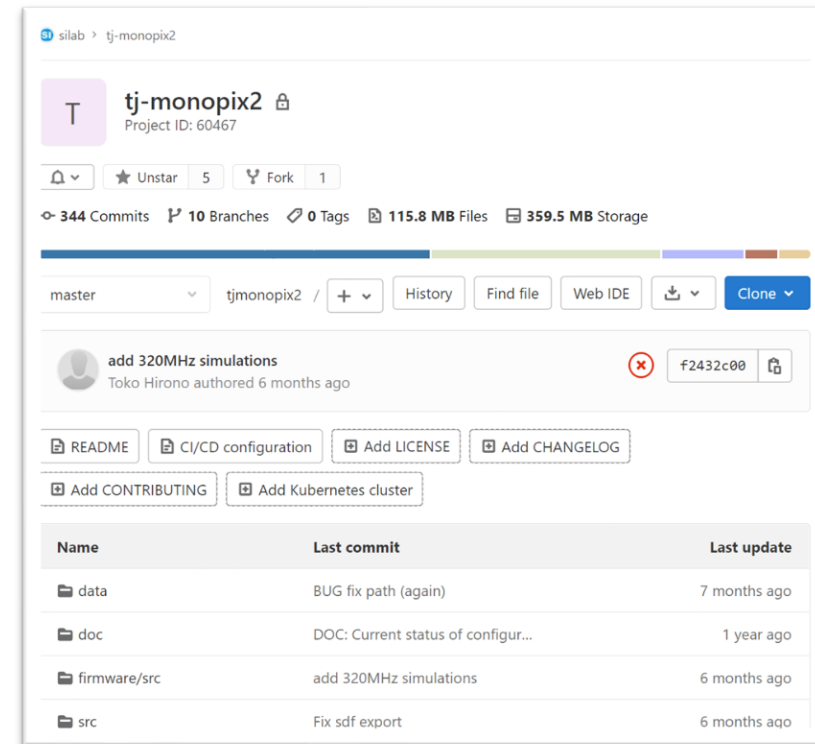 SI silab > tj-monopix2
T
tj-monopix2
Project ID: 60467
Unstar 5 Fork 1
344 Commits 10 Branches 0 Tags 115.8 MB Files 359.5 MB Storage
master tjmonopix2 / + History Find file Web IDE Clone
add 320MHz simulations
Toko Hirono authored 6 months ago
f2432c00
README CI/CD configuration Add LICENSE Add CHANGELOG
Add CONTRIBUTING Add Kubernetes cluster
Name Last commit Last update
data BUG fix path (again) 7 months ago
doc DOC: Current status of configur... 1 year ago
firmware/src add 320MHz simulations 6 months ago
src Fix sdf export 6 months ago